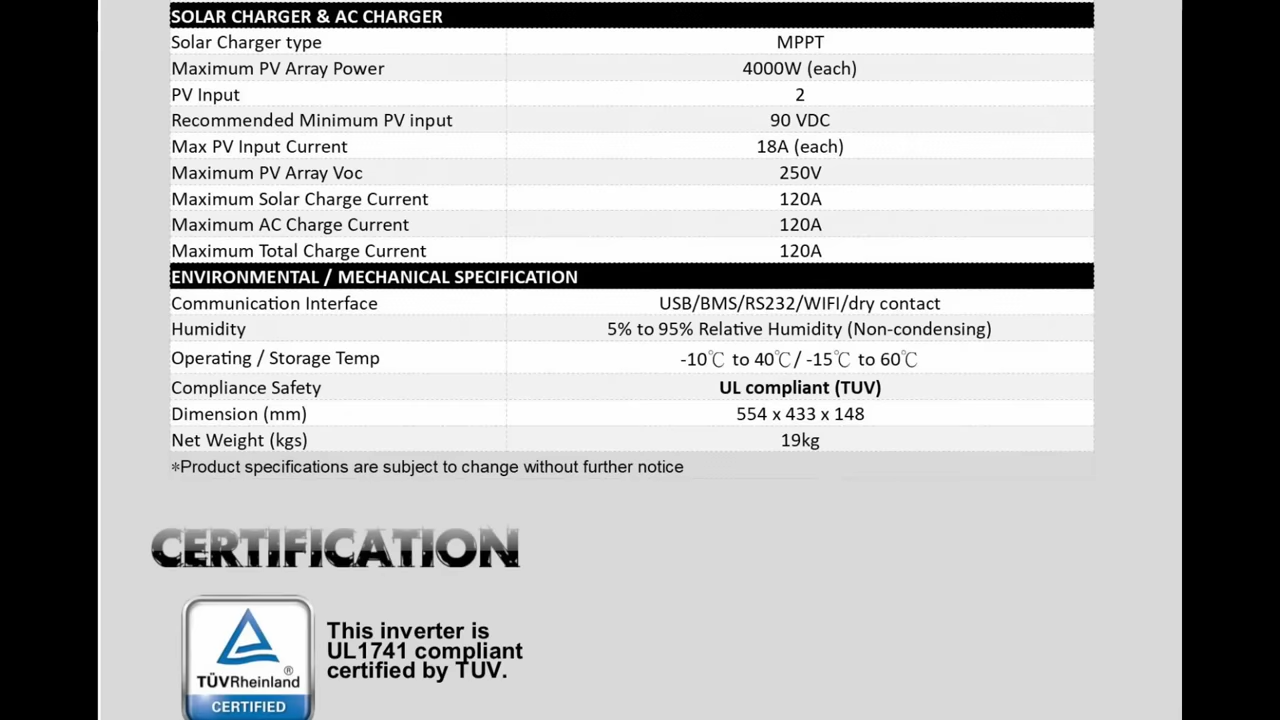 SOLAR CHARGER & AC CHARGER
Solar Charger type MPPT
Maximum PV Array Power 4000W (each)
PV Input 2
Recommended Minimum PV input 90 VDC
Max PV Input Current 18A (each)
Maximum PV Array Voc 250V
Maximum Solar Charge Current 120A
Maximum AC Charge Current 120A
Maximum Total Charge Current 120A
ENVIRONMENTAL / MECHANICAL SPECIFICATION
Communication Interface USB/BMS/RS232/WIFI/dry contact
Humidity 5% to 95% Relative Humidity (Non-condensing)
Operating / Storage Temp -10℃ to 40℃/ -15℃ to 60℃
Compliance Safety UL compliant (TUV)
Dimension (mm) 554 x 433 x 148
Net Weight (kgs) 19kg
*Product specifications are subject to change without further notice
CERTIFICATION
TÜVRheinland®
CERTIFIED
This inverter is
UL1741 compliant
certified by TUV.